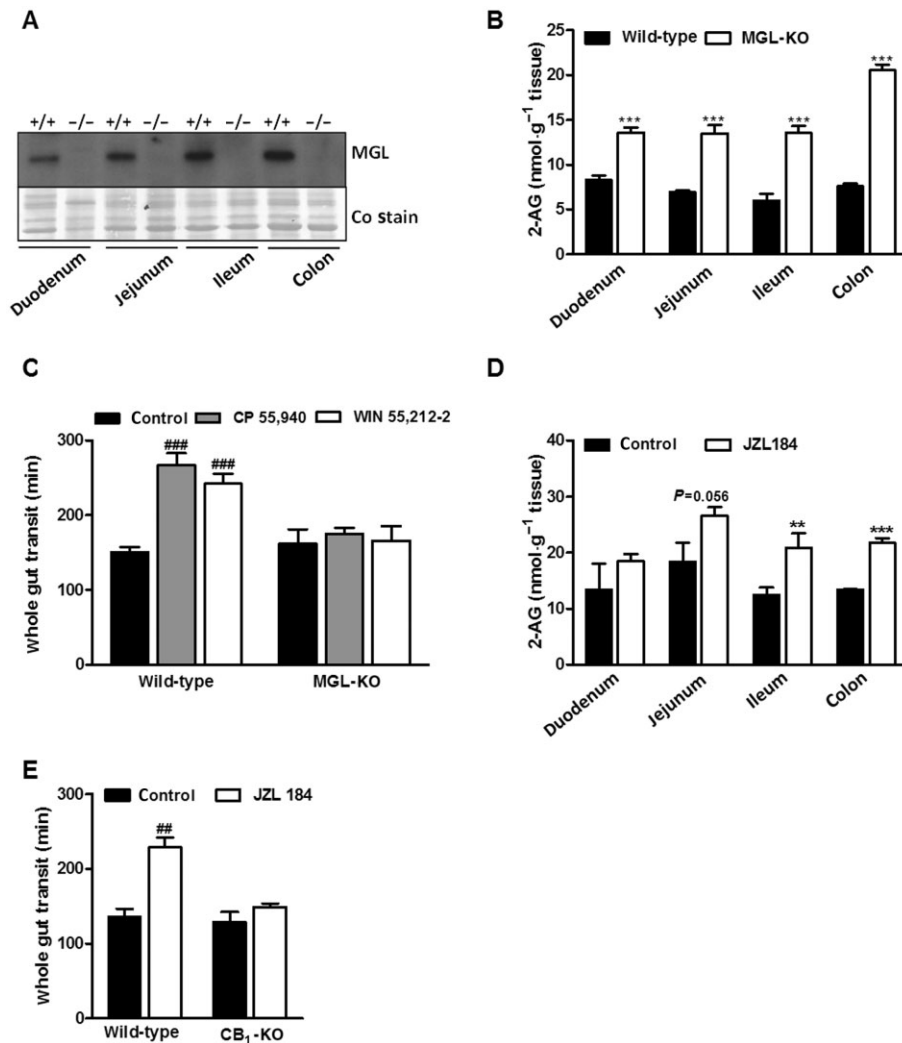 A
+/+ −/− +/+ −/− +/+ −/− +/+ −/−
MGL
Co stain
Duodenum
Jejunum
Ileum
Colon
B
Wild-type MGL-KO
2-AG (nmol·g⁻¹ tissue)
25
20
15
10
5
0
***
***
***
***
Duodenum
Jejunum
Ileum
Colon
C
Control CP 55,940 WIN 55,212-2
Whole gut transit (min)
300
200
100
0
###
###
Wild-type
MGL-KO
D
Control JZL184
2-AG (nmol·g⁻¹ tissue)
40
30
20
10
0
P=0.056
**
***
Duodenum
Jejunum
Ileum
Colon
E
Control JZL 184
Whole gut transit (min)
300
200
100
0
##
Wild-type
CB₁-KO